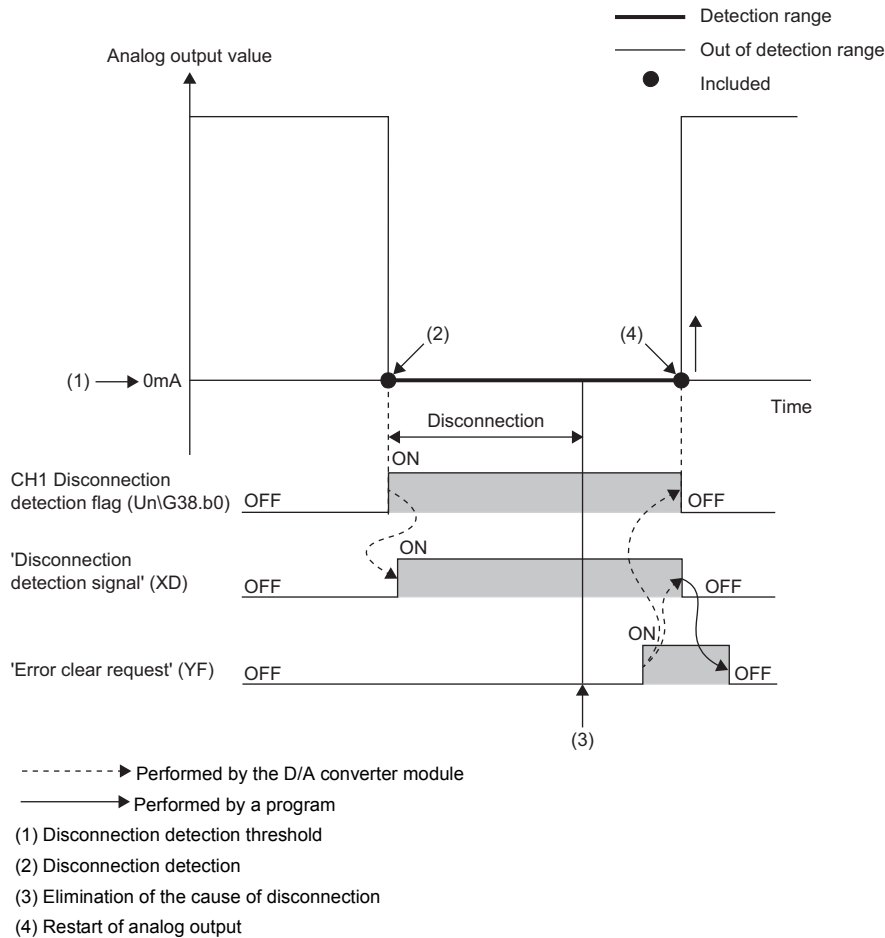 Detection range
Out of detection range
Included
Analog output value
(2)
(4)
(1)
0mA
Time
Disconnection
ON
CH1 Disconnection
detection flag (Un\G38.b0)
OFF
OFF
ON
'Disconnection
detection signal' (XD)
OFF
OFF
ON
'Error clear request' (YF)
OFF
OFF
(3)
Performed by the D/A converter module
Performed by a program
(1) Disconnection detection threshold
(2) Disconnection detection
(3) Elimination of the cause of disconnection
(4) Restart of analog output